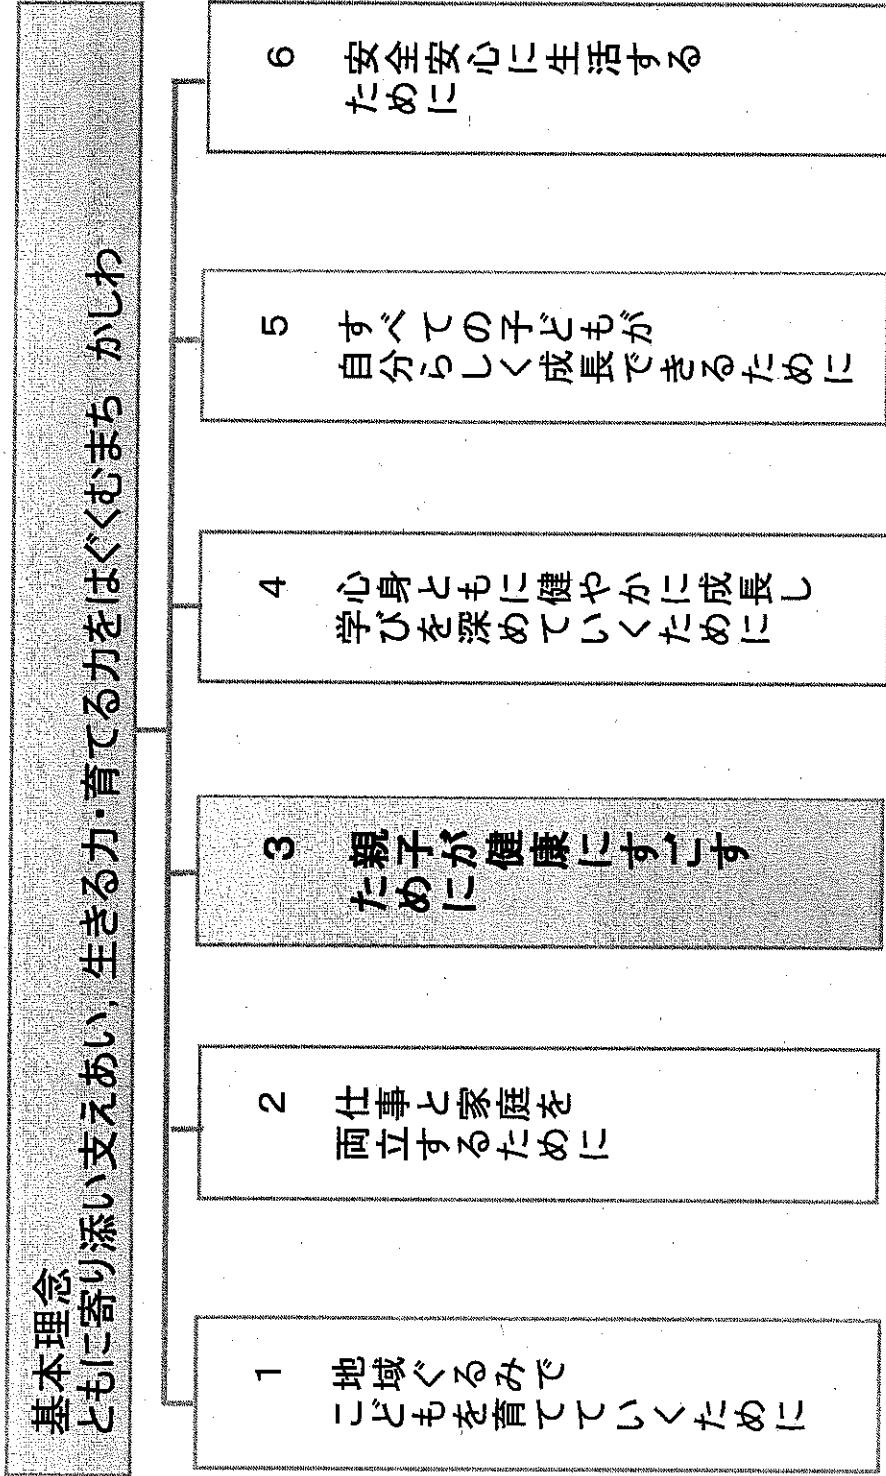 基本理念
ともに寄り添い支えあい，生きる力・育てる力をはぐくむまち　かしわ
1
地域ぐるみで
こどもを育てていくために
2
仕事と家庭を
両立するために
3
親子が健康にすごす
ために
4
心身ともに健やかに成長し
学びを深めていくために
5
すべての子どもが
自分らしく成長できるために
6
安全安心に生活する
ために